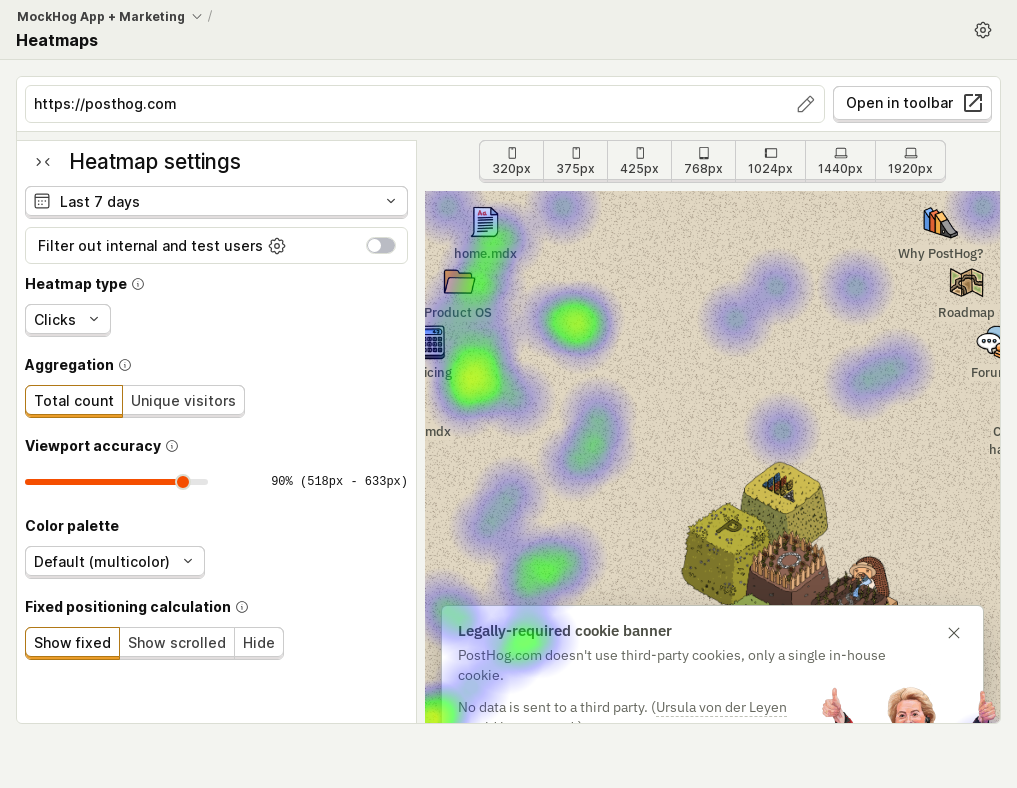 MockHog App + Marketing /
Heatmaps
https://posthog.com
Open in toolbar
Heatmap settings
Last 7 days
Filter out internal and test users
Heatmap type
Clicks
Aggregation
Total count Unique visitors
Viewport accuracy
90% (518px - 633px)
Color palette
Default (multicolor)
Fixed positioning calculation
Show fixed Show scrolled Hide
320px 375px 425px 768px 1024px 1440px 1920px
Aa
home.mdx
Why PostHog?
Product OS
Roadmap
icing
Foru
mdx
ha
P
Legally-required cookie banner
PostHog.com doesn't use third-party cookies, only a single in-house
cookie.
No data is sent to a third party. (Ursula von der Leyen